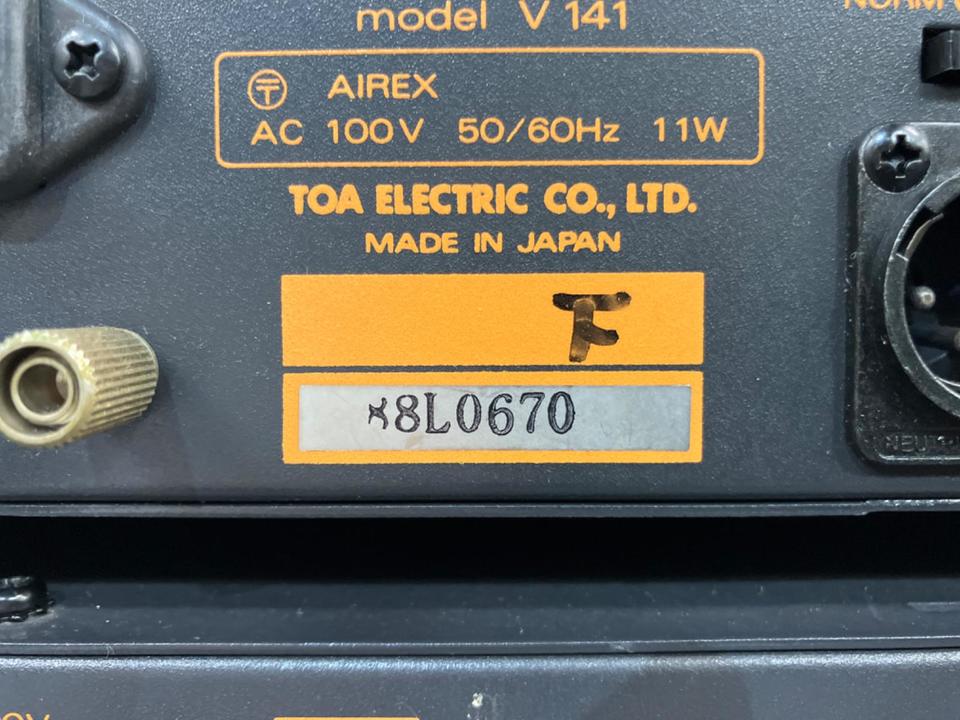 model V 141
〒 AIREX
AC 100V 50/60Hz 11W
TOA ELECTRIC CO., LTD.
MADE IN JAPAN
下
8L0670